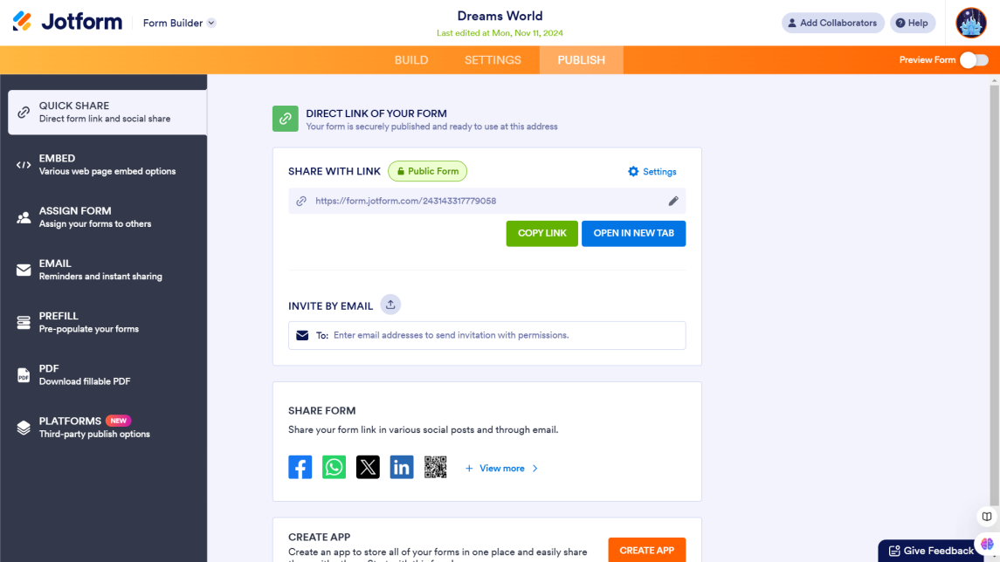 Jotform
Form Builder
Dreams World
Last edited at Mon, Nov 11, 2024
Add Collaborators
Help
BUILD
SETTINGS
PUBLISH
Preview Form
QUICK SHARE
Direct form link and social share
EMBED
Various web page embed options
ASSIGN FORM
Assign your forms to others
EMAIL
Reminders and instant sharing
PREFILL
Pre-populate your forms
PDF
PDF
Download fillable PDF
PLATFORMS NEW
Third-party publish options
DIRECT LINK OF YOUR FORM
Your form is securely published and ready to use at this address
SHARE WITH LINK
Public Form
Settings
https://form.jotform.com/243143317779058
COPY LINK
OPEN IN NEW TAB
INVITE BY EMAIL
To: Enter email addresses to send invitation with permissions.
SHARE FORM
Share your form link in various social posts and through email.
+ View more
CREATE APP
Create an app to store all of your forms in one place and easily share
CREATE APP
Give Feedback